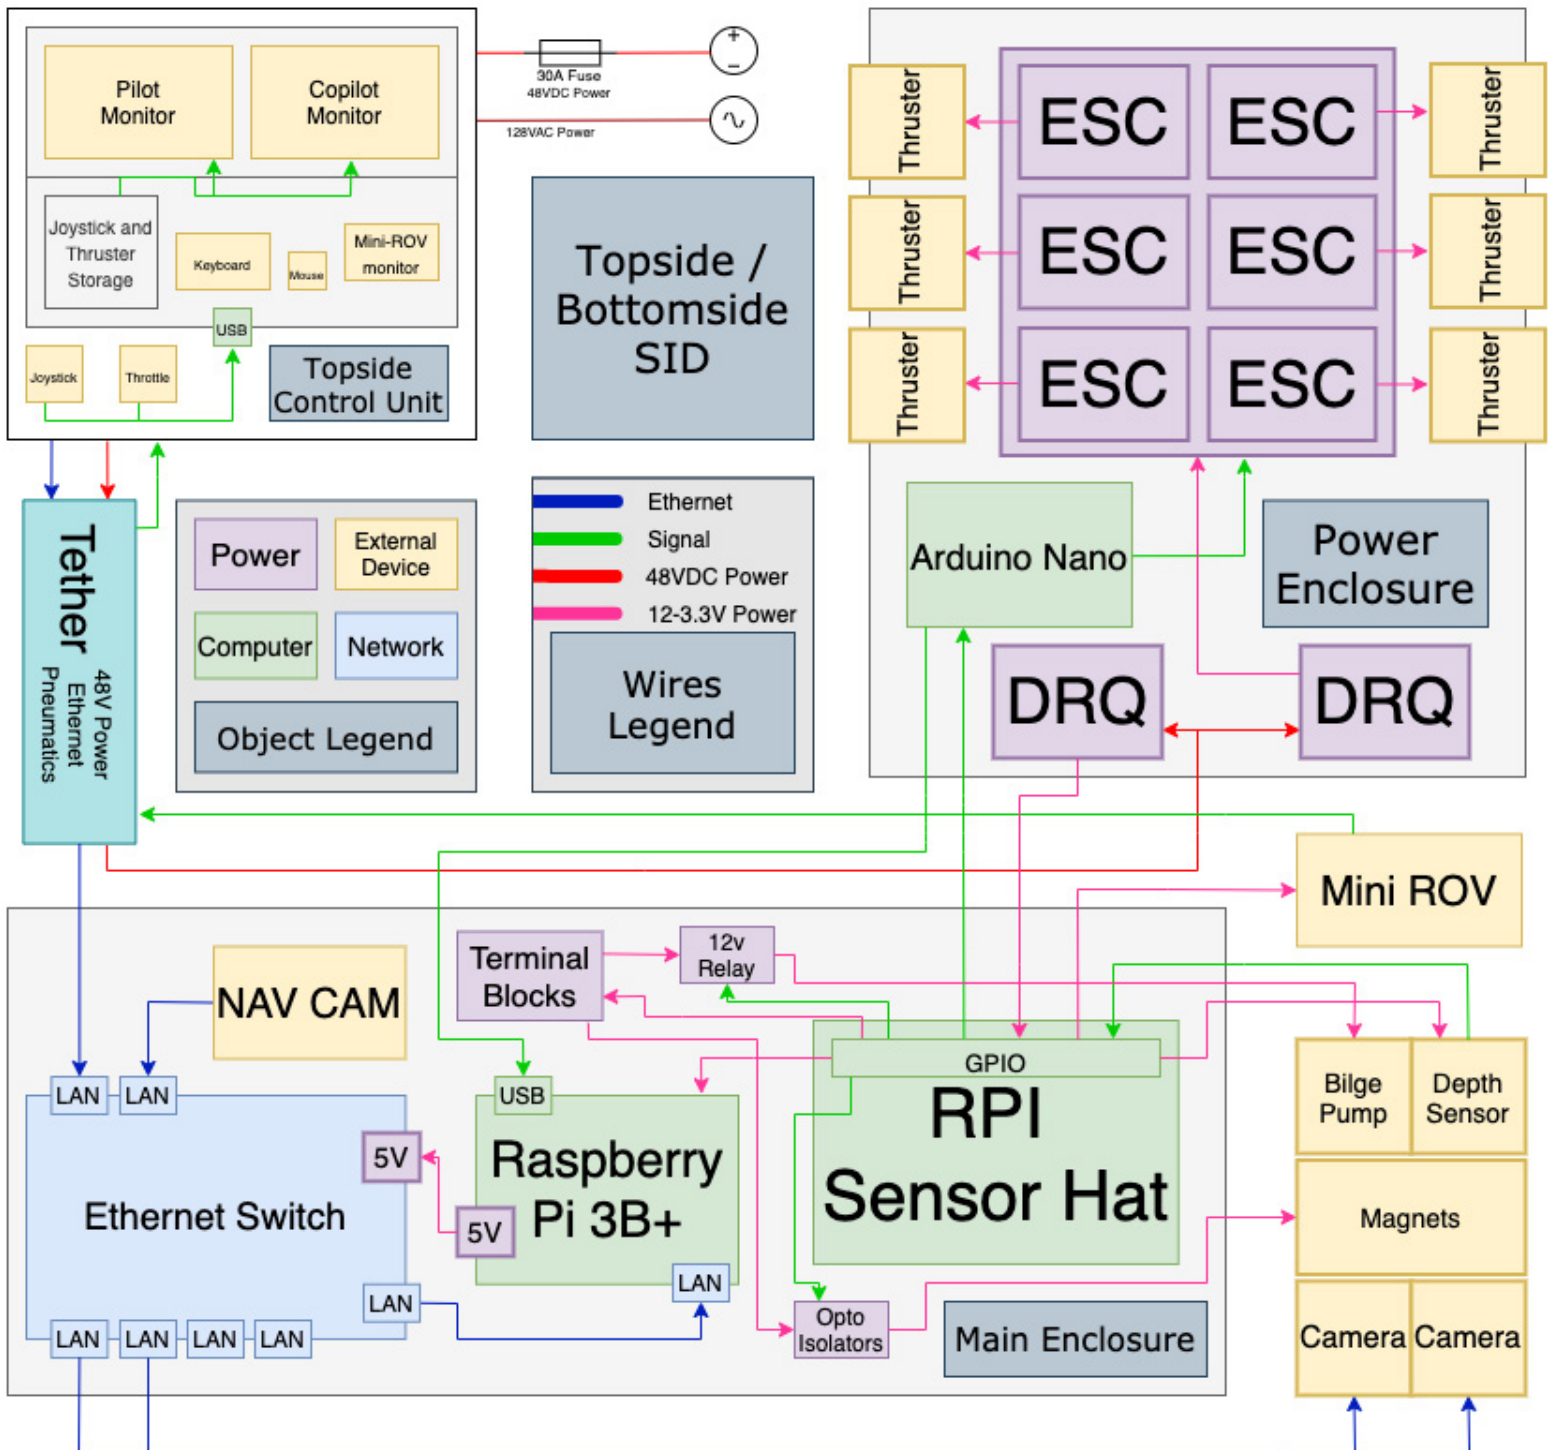 Pilot
Monitor
Copilot
Monitor
Joystick and
Thruster
Storage
Keyboard
Mouse
Mini-ROV
monitor
USB
Joystick
Throttle
Topside
Control Unit
30A Fuse
48VDC Power
128VAC Power
Topside /
Bottomside
SID
Thruster
Thruster
Thruster
ESC
ESC
ESC
ESC
ESC
ESC
Thruster
Thruster
Thruster
Arduino Nano
Power
Enclosure
DRQ
DRQ
Tether
48V Power
Ethernet
Pneumatics
Power
External
Device
Computer
Network
Object Legend
Ethernet
Signal
48VDC Power
12-3.3V Power
Wires
Legend
Mini ROV
NAV CAM
Terminal
Blocks
12v
Relay
LAN
LAN
5V
Ethernet Switch
LAN
LAN
LAN
LAN
LAN
USB
Raspberry
Pi 3B+
5V
LAN
GPIO
RPI
Sensor Hat
Opto
Isolators
Main Enclosure
Bilge
Pump
Depth
Sensor
Magnets
Camera
Camera